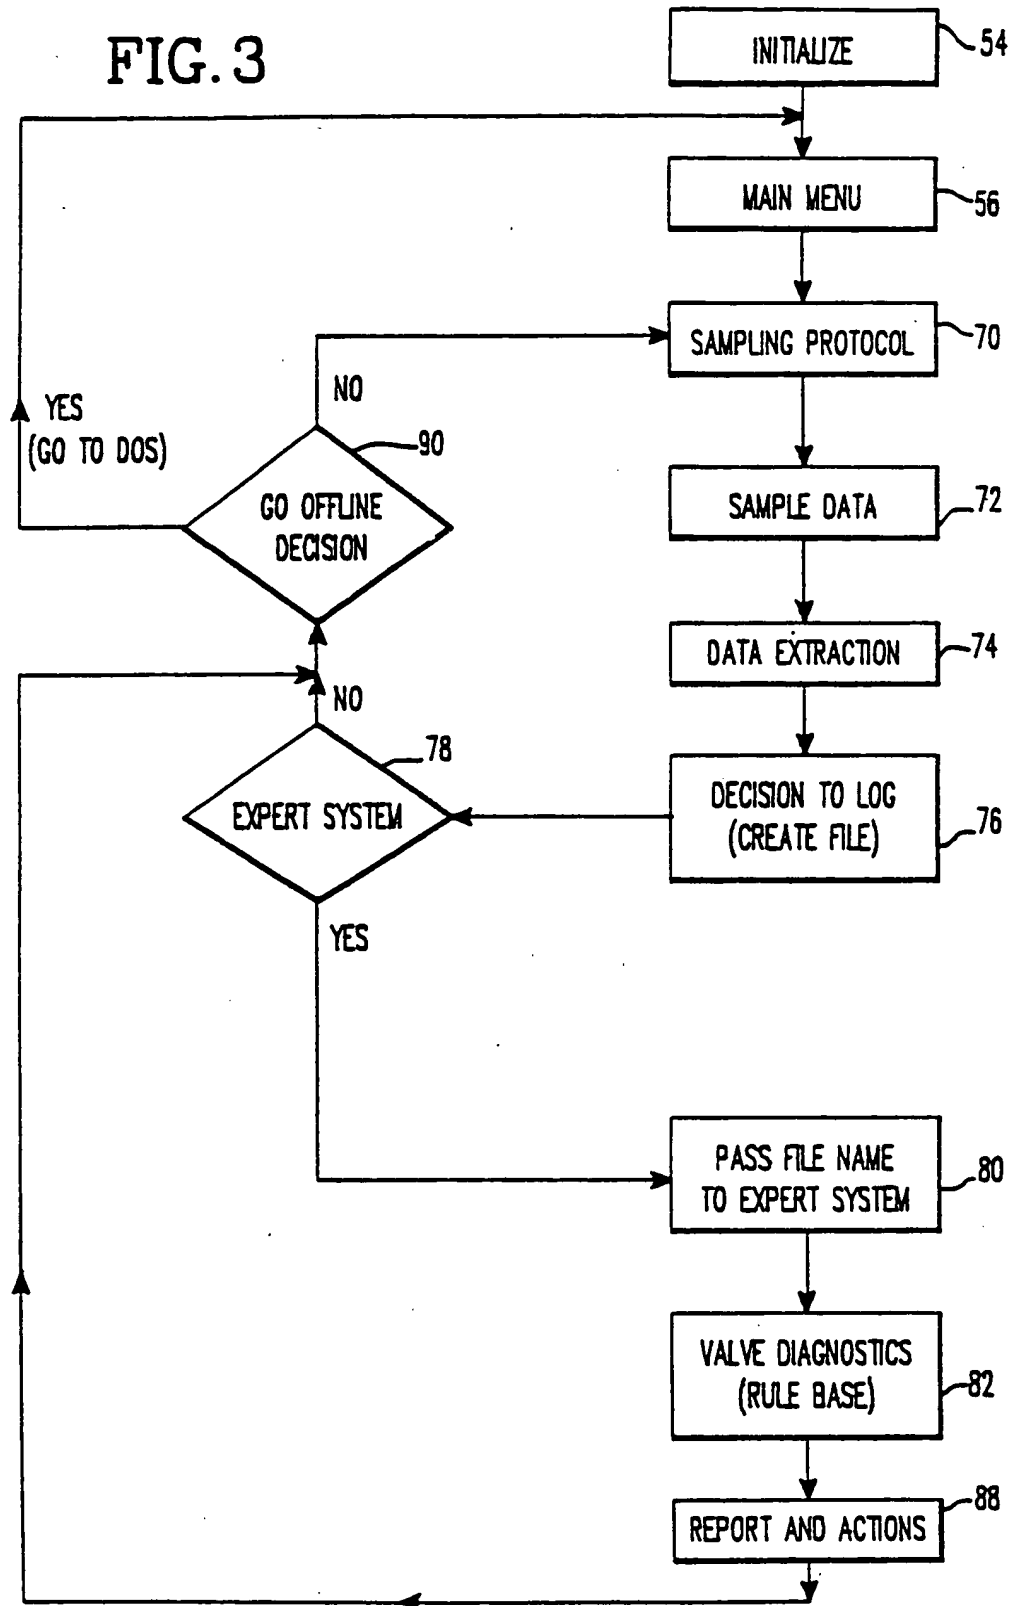 FIG. 3
INITIALIZE
54
MAIN MENU
56
SAMPLING PROTOCOL
70
NO
YES
(GO TO DOS)
90
GO OFFLINE
DECISION
SAMPLE DATA
72
DATA EXTRACTION
74
NO
78
EXPERT SYSTEM
DECISION TO LOG
(CREATE FILE)
76
YES
PASS FILE NAME
TO EXPERT SYSTEM
80
VALVE DIAGNOSTICS
(RULE BASE)
82
REPORT AND ACTIONS
88